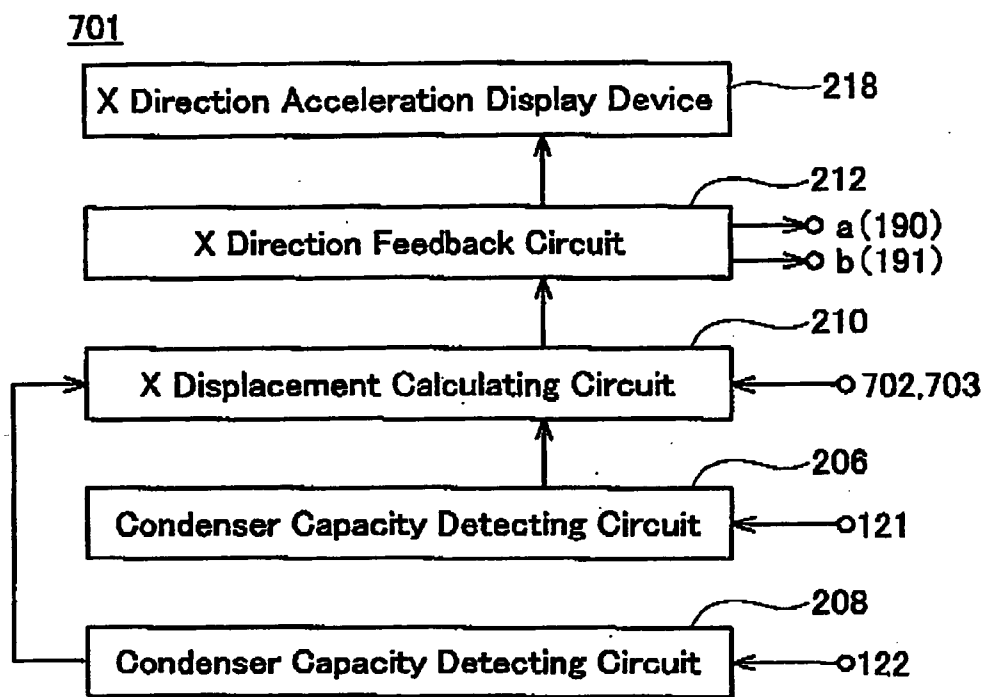 701
X Direction Acceleration Display Device
218
212
X Direction Feedback Circuit
a(190)
b(191)
210
X Displacement Calculating Circuit
702,703
206
Condenser Capacity Detecting Circuit
121
208
Condenser Capacity Detecting Circuit
122